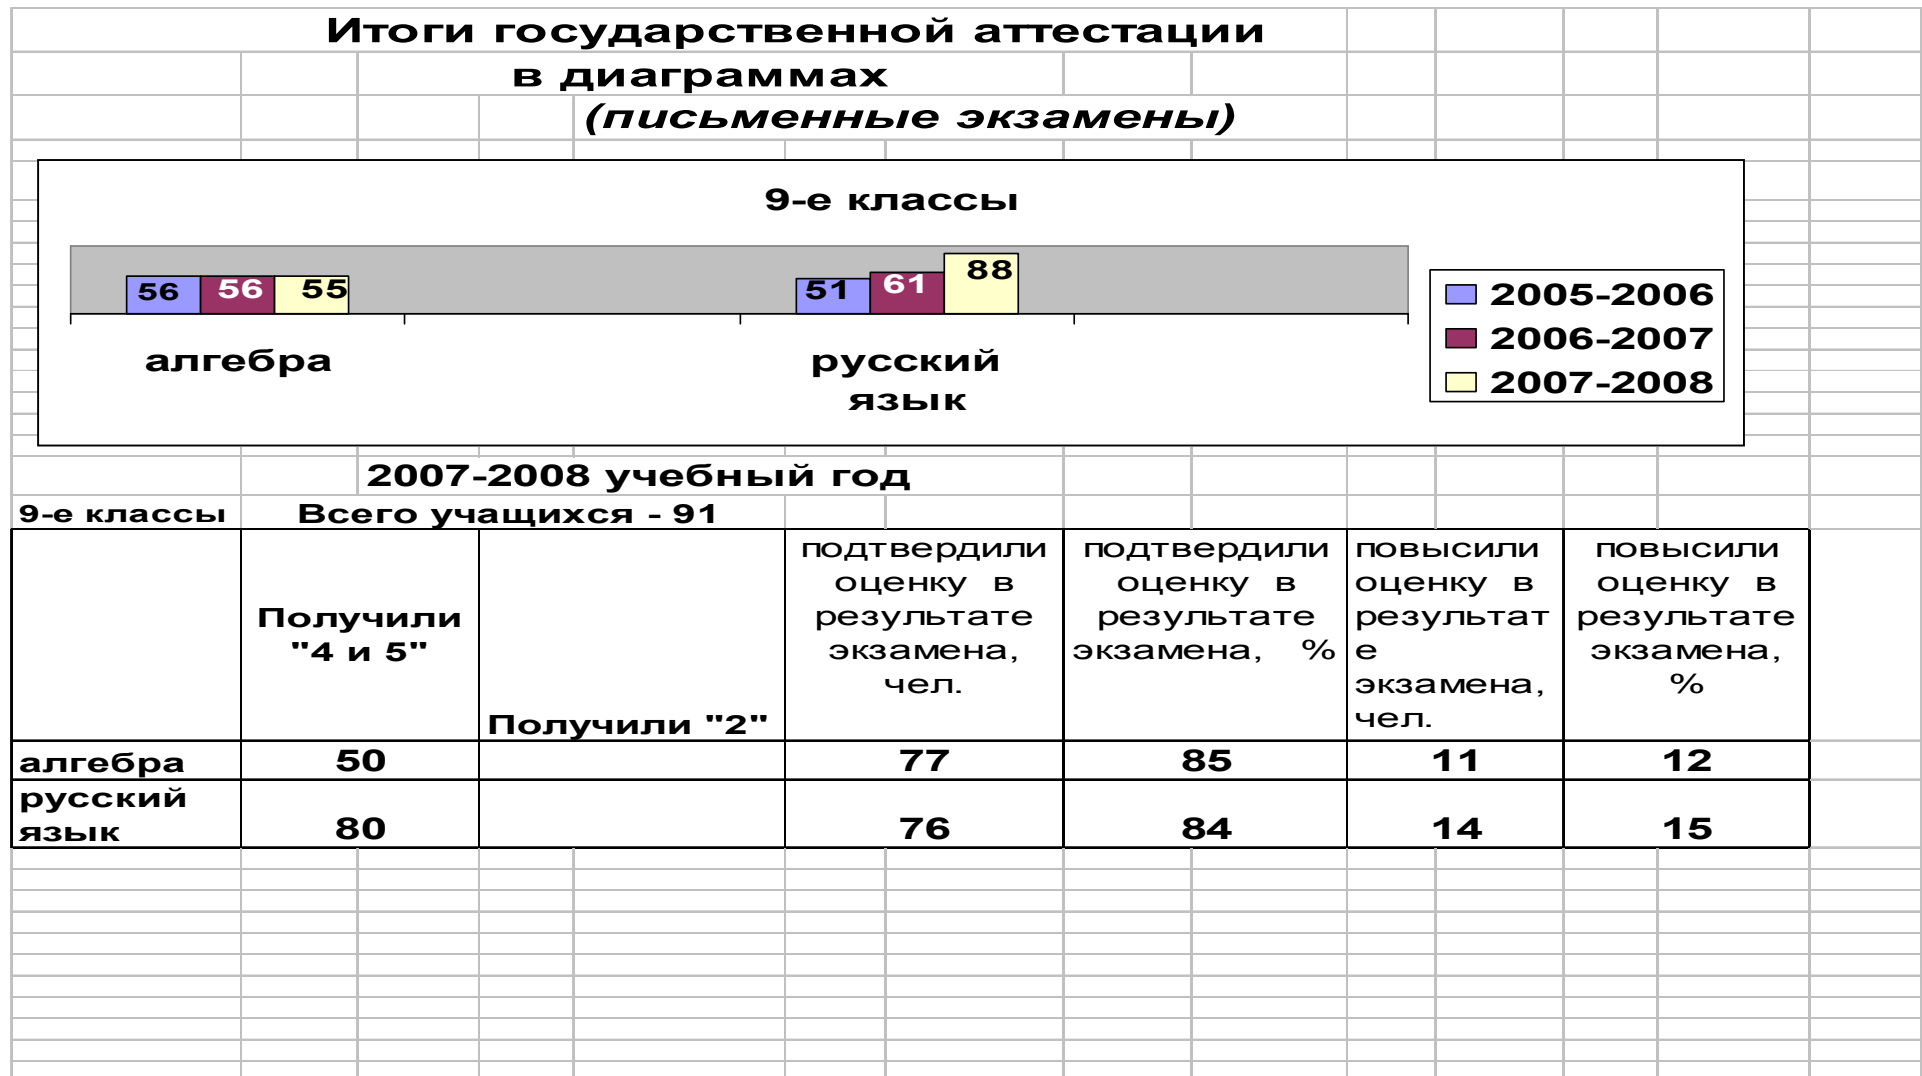 Итоги государственной аттестации
в диаграммах
(письменные экзамены)
9-е классы
56 56 55 51 61 88
алгебра
русский
язык
2005-2006
2006-2007
2007-2008
2007-2008 учебный год
9-е классы Всего учащихся - 91
Получили
"4 и 5"
Получили "2"
подтвердили
оценку в
результате
экзамена,
чел.
подтвердили
оценку в
результате
экзамена, %
повысили
оценку в
результат
е
экзамена,
чел.
повысили
оценку в
результате
экзамена,
%
алгебра 50 77 85 11 12
русский
язык 80 76 84 14 15